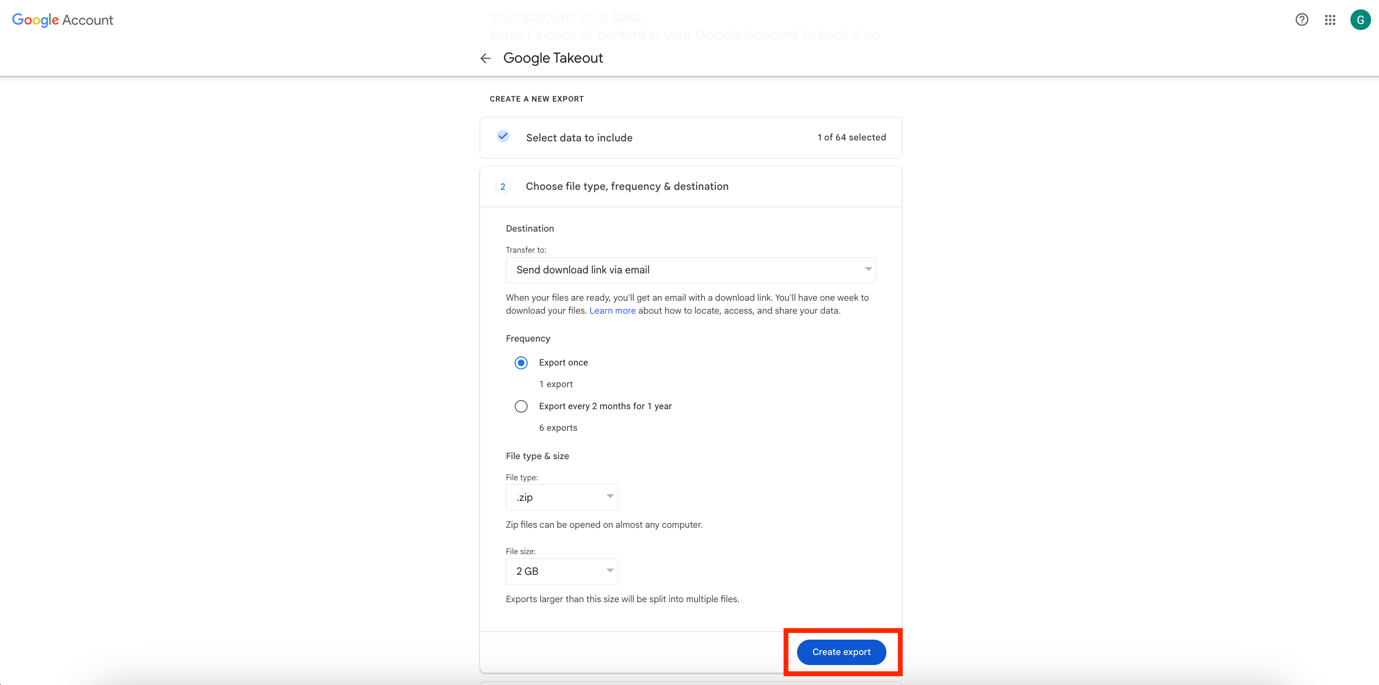 Google Account
Your account, your data
Export a copy of content in your Google Account to back it up
G
Google Takeout
CREATE A NEW EXPORT
Select data to include
1 of 64 selected
2
Choose file type, frequency & destination
Destination
Transfer to:
Send download link via email
When your files are ready, you'll get an email with a download link. You'll have one week to
download your files. Learn more about how to locate, access, and share your data.
Frequency
Export once
1 export
Export every 2 months for 1 year
6 exports
File type & size
File type:
.zip
Zip files can be opened on almost any computer.
File size:
2 GB
Exports larger than this size will be split into multiple files.
Create export